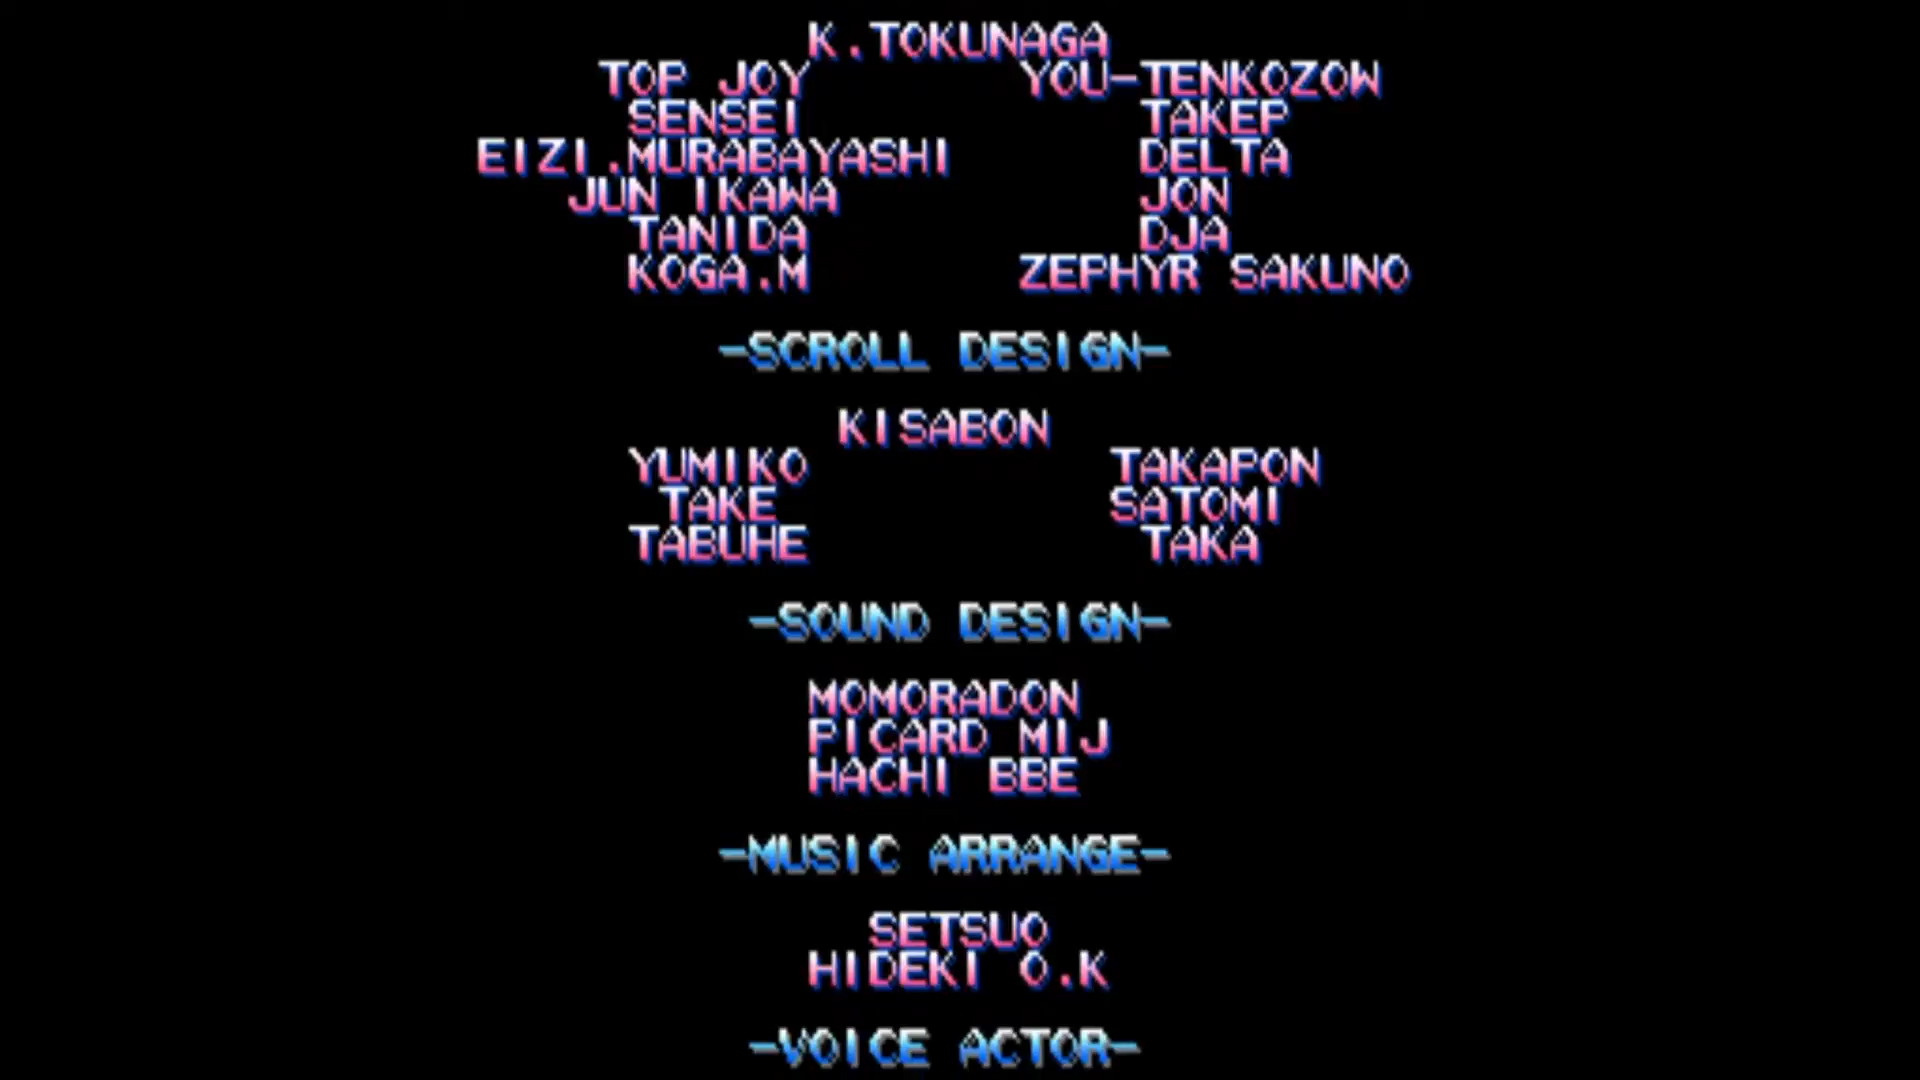 K.TOKUNAGA
TOP JOY YOU-TENKOZOW
SENSEI TAKEP
EIZI.MURABAYASHI DELTA
JUN IKAWA JON
TANIDA DJA
KOGA.M ZEPHYR SAKUNO
-SCROLL DESIGN-
KISABON
YUMIKO TAKAPON
TAKE SATOMI
TABUHE TAKA
-SOUND DESIGN-
MOMORADON
PICARD MIJ
HACHI BBE
-MUSIC ARRANGE-
SETSUO
HIDEKI O.K
-VOICE ACTOR-